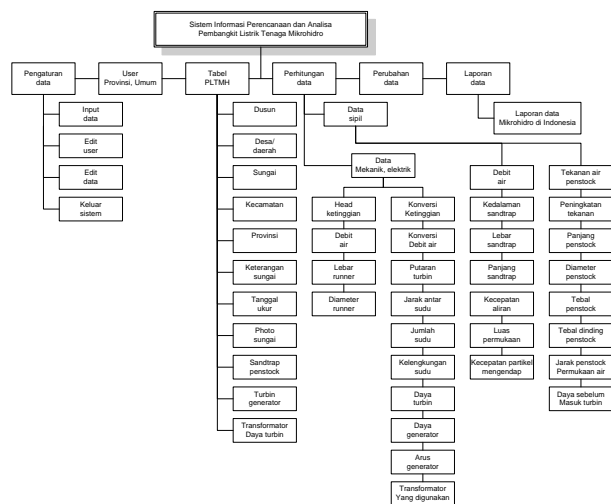 Sistem Informasi Perencanaan dan Analisa
Pembangkit Listrik Tenaga Mikrohidro
Pengaturan
data
User
Provinsi, Umum
Tabel
PLTMH
Perhitungan
data
Perubahan
data
Laporan
data
Input
data
Edit
user
Edit
data
Keluar
sistem
Dusun
Desa/
daerah
Sungai
Kecamatan
Provinsi
Keterangan
sungai
Tanggal
ukur
Photo
sungai
Sandtrap
penstock
Turbin
generator
Transformator
Daya turbin
Data
sipil
Data
Mekanik, elektrik
Head
ketinggian
Debit
air
Lebar
runner
Diameter
runner
Konversi
Ketinggian
Konversi
Debit air
Putaran
turbin
Jarak antar
sudu
Jumlah
sudu
Kelengkungan
sudu
Daya
turbin
Daya
generator
Arus
generator
Transformator
Yang digunakan
Debit
air
Kedalaman
sandtrap
Lebar
sandtrap
Panjang
sandtrap
Kecepatan
aliran
Luas
permukaan
Kecepatan partikel
mengendap
Tekanan air
penstock
Peningkatan
tekanan
Panjang
penstock
Diameter
penstock
Tebal
penstock
Tebal dinding
penstock
Jarak penstock
Permukaan air
Daya sebelum
Masuk turbin
Laporan data
Mikrohidro di Indonesia